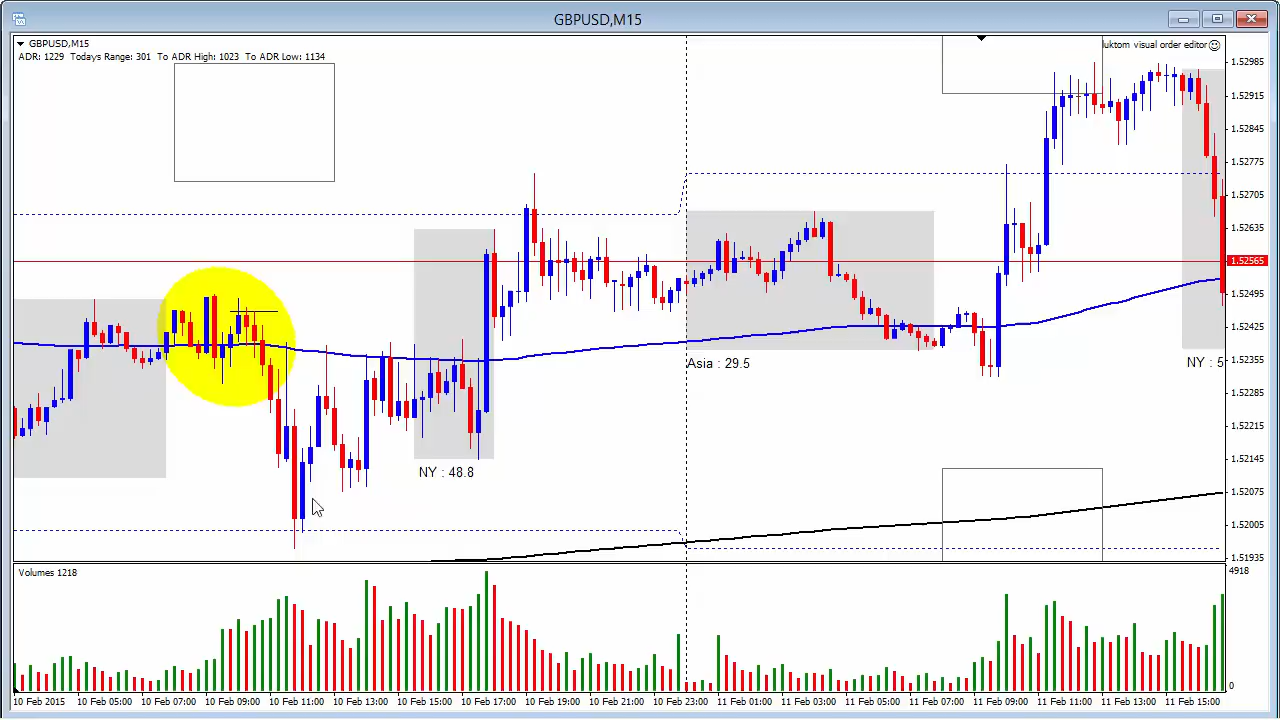 GBPUSD,M15
GBPUSD,M15
luktom visual order editor
ADR: 1229 Todays Range: 301 To ADR High: 1023 To ADR Low: 1134
1.52985
1.52915
1.52845
1.52775
1.52705
1.52635
1.52565
1.52495
1.52425
1.52355
1.52285
1.52215
1.52145
1.52075
1.52005
1.51935
Asia : 29.5
NY : 5
NY : 48.8
Volumes 1218
4918
0
10 Feb 2015 10 Feb 05:00 10 Feb 07:00 10 Feb 09:00 10 Feb 11:00 10 Feb 13:00 10 Feb 15:00 10 Feb 17:00 10 Feb 19:00 10 Feb 21:00 10 Feb 23:00 11 Feb 01:00 11 Feb 03:00 11 Feb 05:00 11 Feb 07:00 11 Feb 09:00 11 Feb 11:00 11 Feb 13:00 11 Feb 15:00